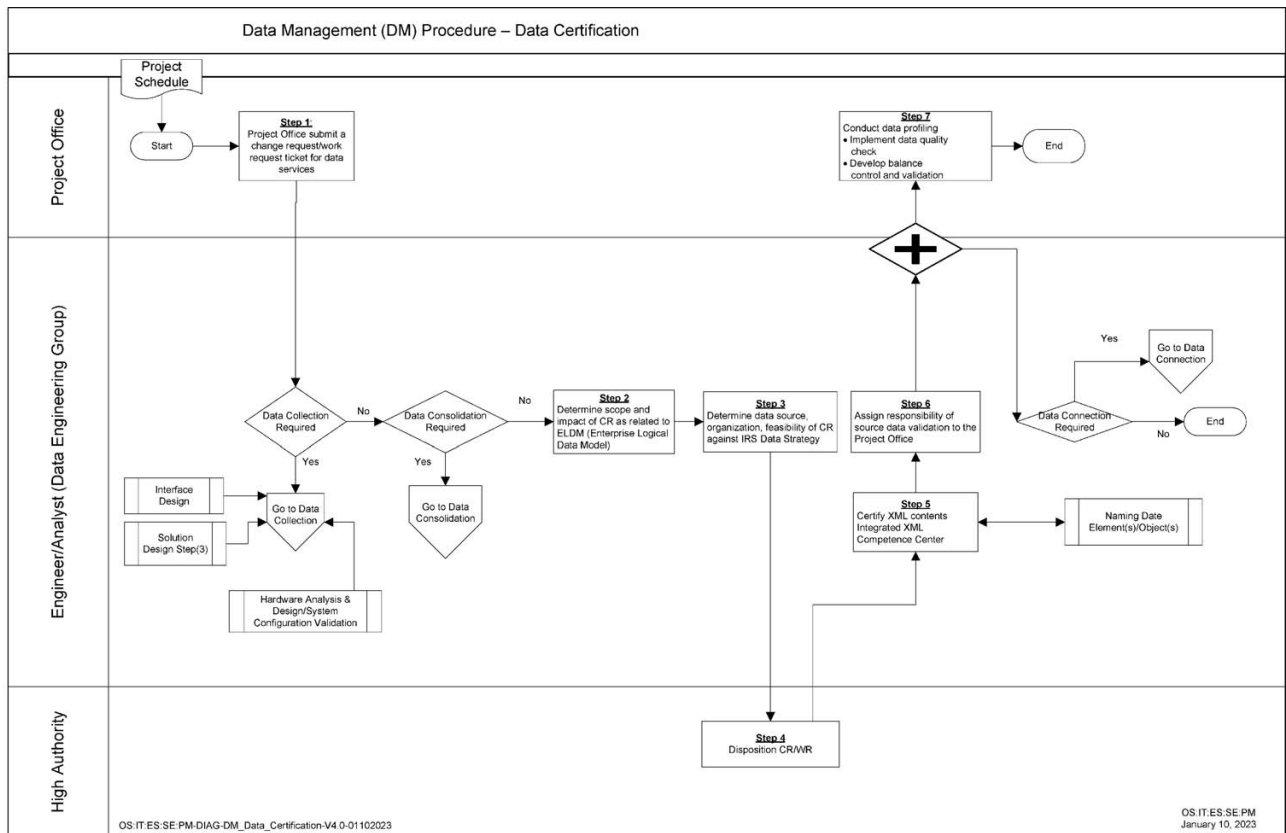 Data Management (DM) Procedure – Data Certification
Project
Schedule
Project Office
Start
Step 1:
Project Office submit a
change request/work
request ticket for data
services
Step 7
Conduct data profiling
• Implement data quality
check
• Develop balance
control and validation
End
Engineer/Analyst (Data Engineering Group)
Data Collection
Required
No
Data Consolidation
Required
No
Step 2
Determine scope and
impact of CR as related to
ELDM (Enterprise Logical
Data Model)
Step 3
Determine data source,
organization, feasibility of CR
against IRS Data Strategy
Step 6
Assign responsibility of
source data validation to the
Project Office
Yes
Go to Data
Connection
Data Connection
Required
No
End
Yes
Yes
Interface
Design
Go to Data
Collection
Solution
Design Step(3)
Go to Data
Consolidation
Hardware Analysis &
Design/System
Configuration Validation
Step 5
Certify XML contents
Integrated XML
Competence Center
Naming Date
Element(s)/Object(s)
High Authority
Step 4
Disposition CR/WR
OS:IT:ES:SE:PM-DIAG-DM_Data_Certification-V4.0-01102023
OS:IT:ES:SE:PM
January 10, 2023